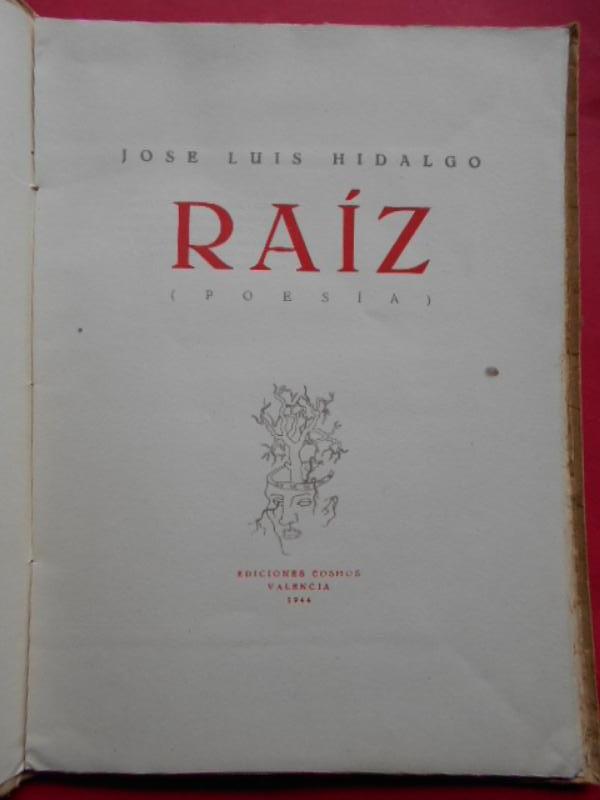 JOSE LUIS HIDALGO
RAÍZ
(POESÍA)
EDICIONES COSMOS
VALENCIA
1944